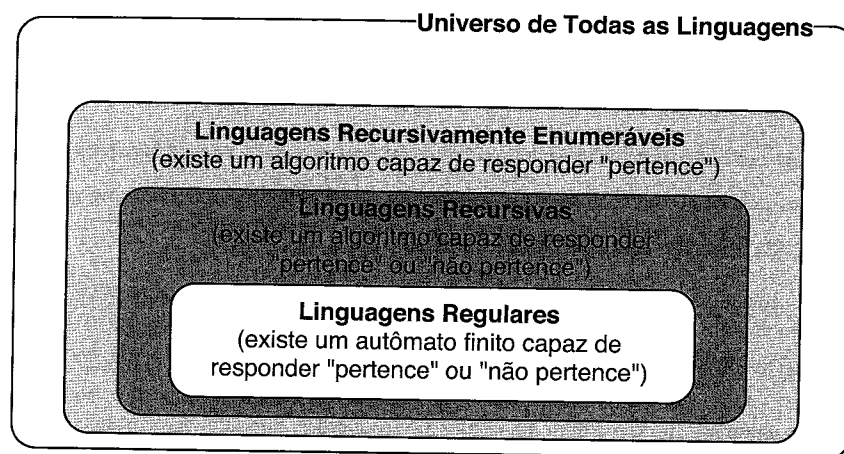 Universo de Todas as Linguagens
Linguagens Recursivamente Enumeráveis
(existe um algoritmo capaz de responder "pertence")
Linguagens Recursivas
(existe um algoritmo capaz de responder
"pertence" ou "não pertence")
Linguagens Regulares
(existe um autômato finito capaz de
responder "pertence" ou "não pertence")